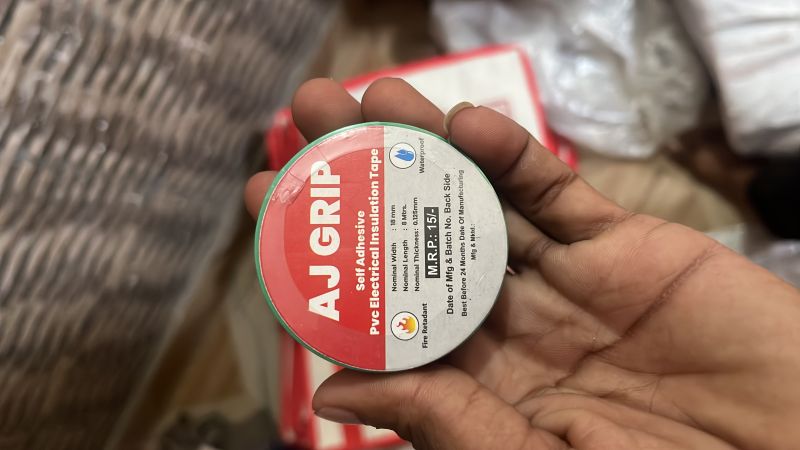 AJ GRIP
Self Adhesive
Pvc Electrical Insulation Tape
Waterproof
Fire Retadant
Nominal Width : 18 mm
Nominal Length : 8 Mtrs.
Nominal Thickness: 0.125mm
M.R.P.: 15/-
Date of Mfg & Batch No. Back Side
Best Before 24 Months Date Of Manufacturing
Mfg & Mktd.: